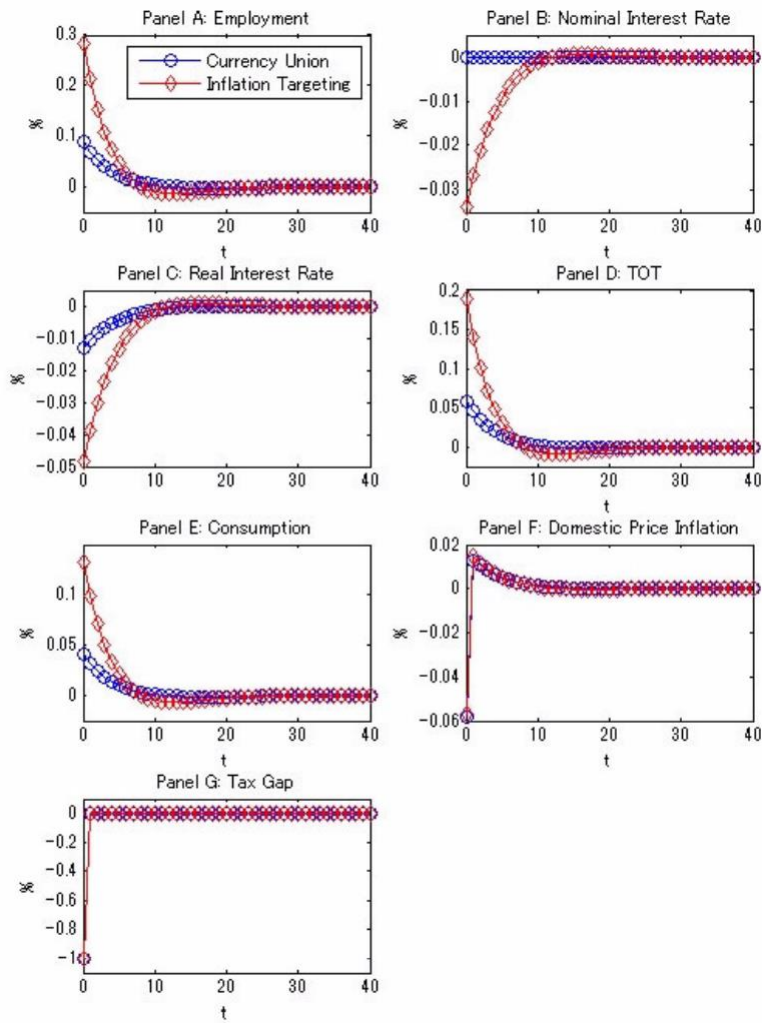 Panel A: Employment
0.3
0.2
0.1
0
%
0 10 20 30 40
t
Currency Union
Inflation Targeting
Panel B: Nominal Interest Rate
0
-0.01
-0.02
-0.03
%
0 10 20 30 40
t
Panel C: Real Interest Rate
0
-0.01
-0.02
-0.03
-0.04
-0.05
%
0 10 20 30 40
t
Panel D: TOT
0.2
0.15
0.1
0.05
0
%
0 10 20 30 40
t
Panel E: Consumption
0.1
0.05
0
%
0 10 20 30 40
t
Panel F: Domestic Price Inflation
0.02
0
-0.02
-0.04
-0.06
%
0 10 20 30 40
t
Panel G: Tax Gap
0
-0.2
-0.4
-0.6
-0.8
-1
%
0 10 20 30 40
t